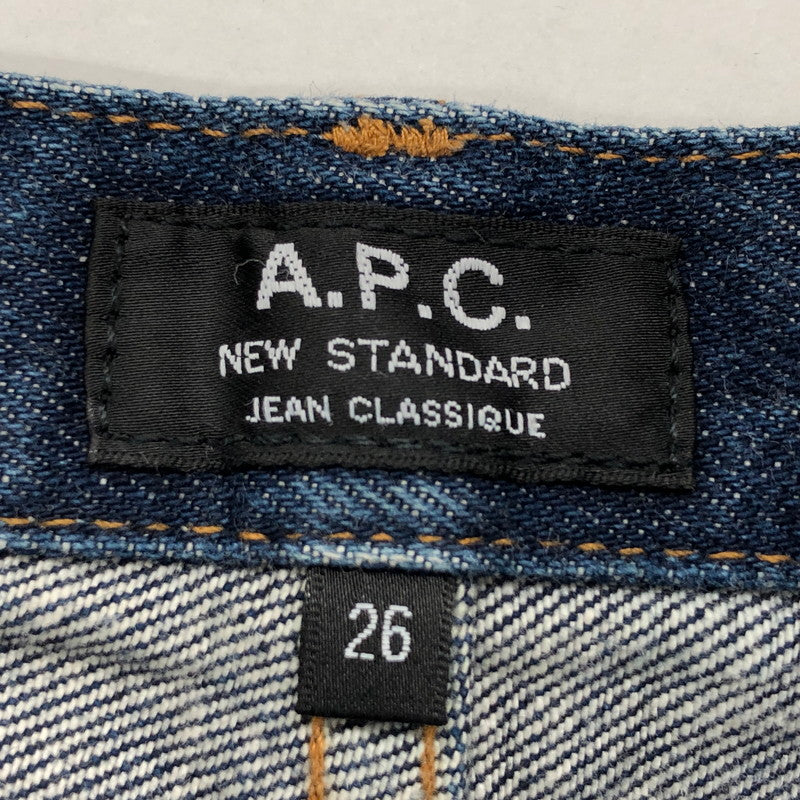 A.P.C.
NEW STANDARD
JEAN CLASSIQUE
26